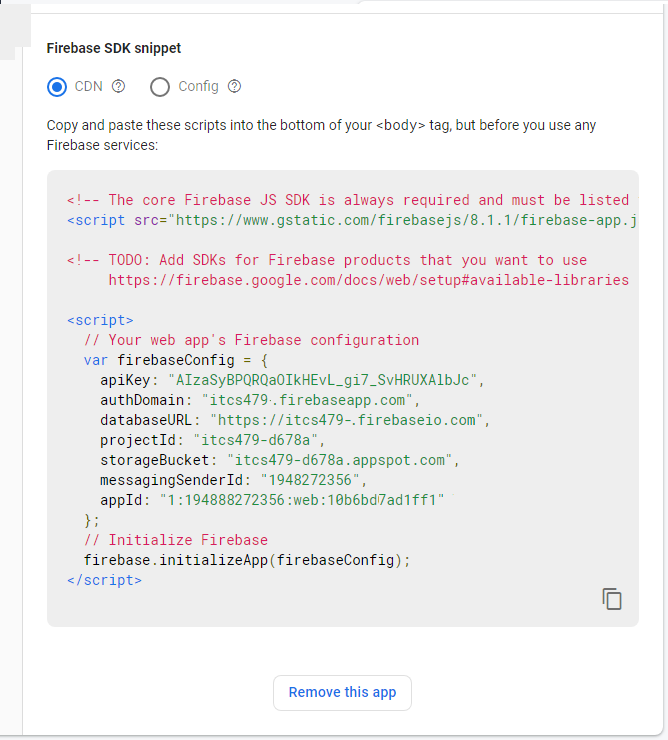 Firebase SDK snippet
CDN Config
Copy and paste these scripts into the bottom of your <body> tag, but before you use any
Firebase services:
<!-- The core Firebase JS SDK is always required and must be listed
<script src="https://www.gstatic.com/firebasejs/8.1.1/firebase-app.j
<!-- TODO: Add SDKs for Firebase products that you want to use
https://firebase.google.com/docs/web/setup#available-libraries
<script>
// Your web app's Firebase configuration
var firebaseConfig = {
apiKey: "AIzaSyBPQRQaOIkHEvL_gi7_SvHRUXAlbJc",
authDomain: "itcs479-.firebaseapp.com",
databaseURL: "https://itcs479-.firebaseio.com",
projectId: "itcs479-d678a",
storageBucket: "itcs479-d678a.appspot.com",
messagingSenderId: "1948272356",
appId: "1:194888272356:web:10b6bd7ad1ff1"
};
// Initialize Firebase
firebase.initializeApp(firebaseConfig);
</script>
Remove this app